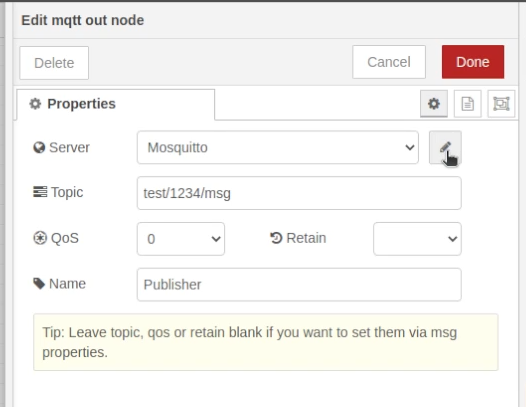 Edit mqtt out node
Delete
Cancel
Done
Properties
Server
Mosquitto
Topic
test/1234/msg
QoS
0
Retain
Name
Publisher
Tip: Leave topic, qos or retain blank if you want to set them via msg
properties.